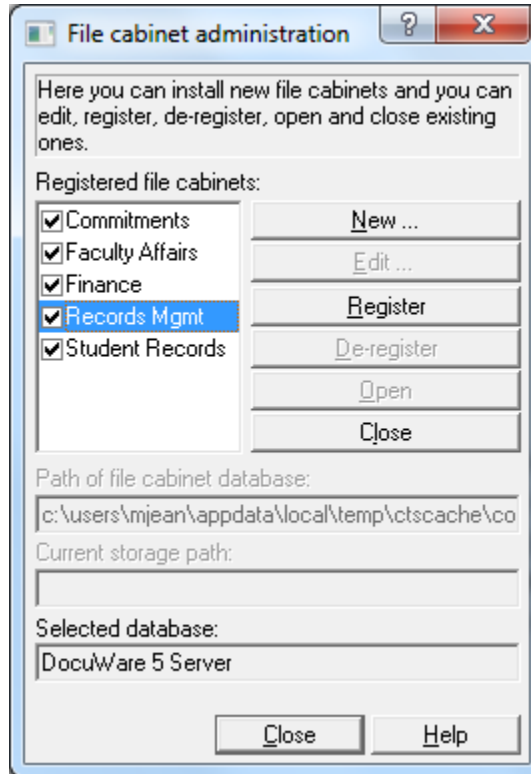 File cabinet administration
Here you can install new file cabinets and you can
edit, register, de-register, open and close existing
ones.
Registered file cabinets:
Commitments
Faculty Affairs
Finance
Records Mgmt
Student Records
New ...
Edit ...
Register
De-register
Open
Close
Path of file cabinet database:
c:\users\mjean\appdata\local\temp\ctscache\co
Current storage path:
Selected database:
DocuWare 5 Server
Close
Help